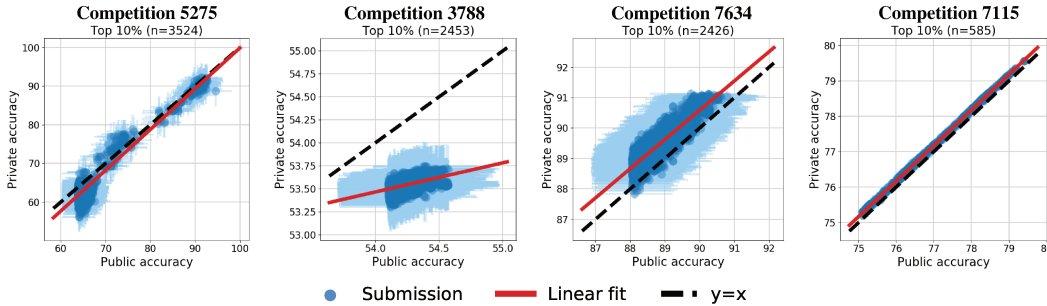 Competition 5275
Top 10% (n=3524)
Private accuracy
100
90
80
70
60
60
70
80
90
100
Public accuracy
Competition 3788
Top 10% (n=2453)
Private accuracy
55.00
54.75
54.50
54.25
54.00
53.75
53.50
53.25
53.00
54.0
54.5
55.0
Public accuracy
Competition 7634
Top 10% (n=2426)
Private accuracy
92
91
90
89
88
87
87
88
89
90
91
92
Public accuracy
Competition 7115
Top 10% (n=585)
Private accuracy
80
79
78
77
76
75
75
76
77
78
79
8
Public accuracy
Submission
Linear fit
y=x